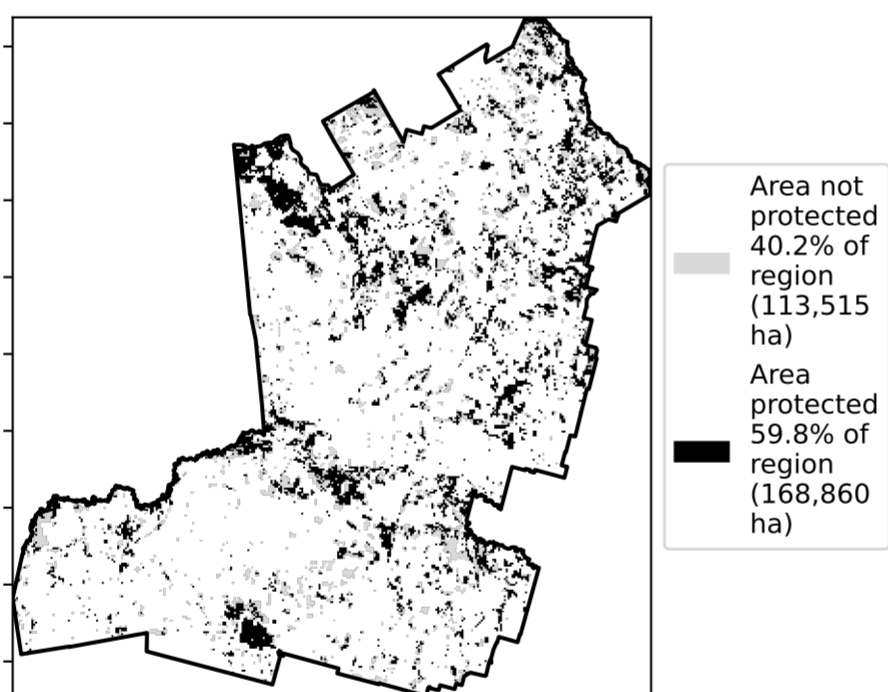 Area not
protected
40.2% of
region
(113,515
ha)
Area
protected
59.8% of
region
(168,860
ha)